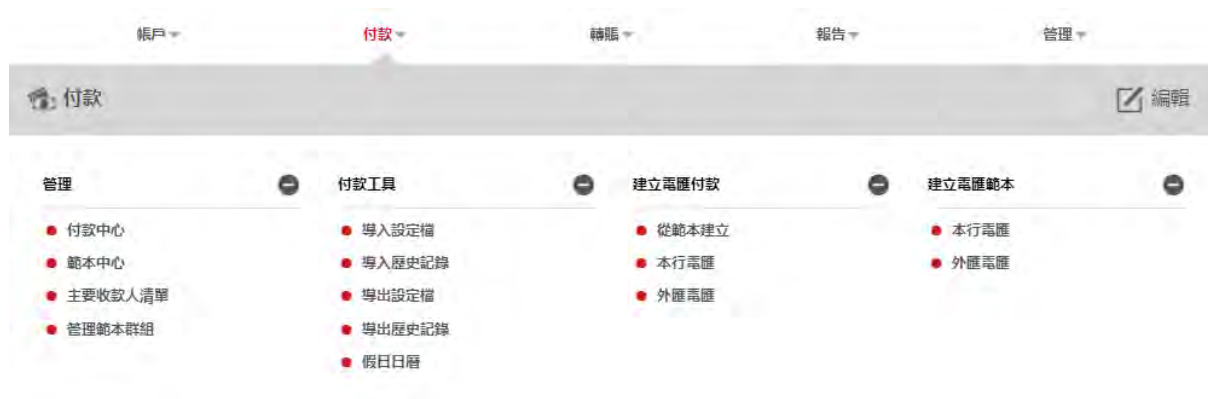 帳戶
付款
轉賬
報告
管理
付款
編輯
管理
付款中心
範本中心
主要收款人清單
管理範本群組
付款工具
導入設定檔
導入歷史記錄
導出設定檔
導出歷史記錄
假日日曆
建立電匯付款
從範本建立
本行電匯
外匯電匯
建立電匯範本
本行電匯
外匯電匯